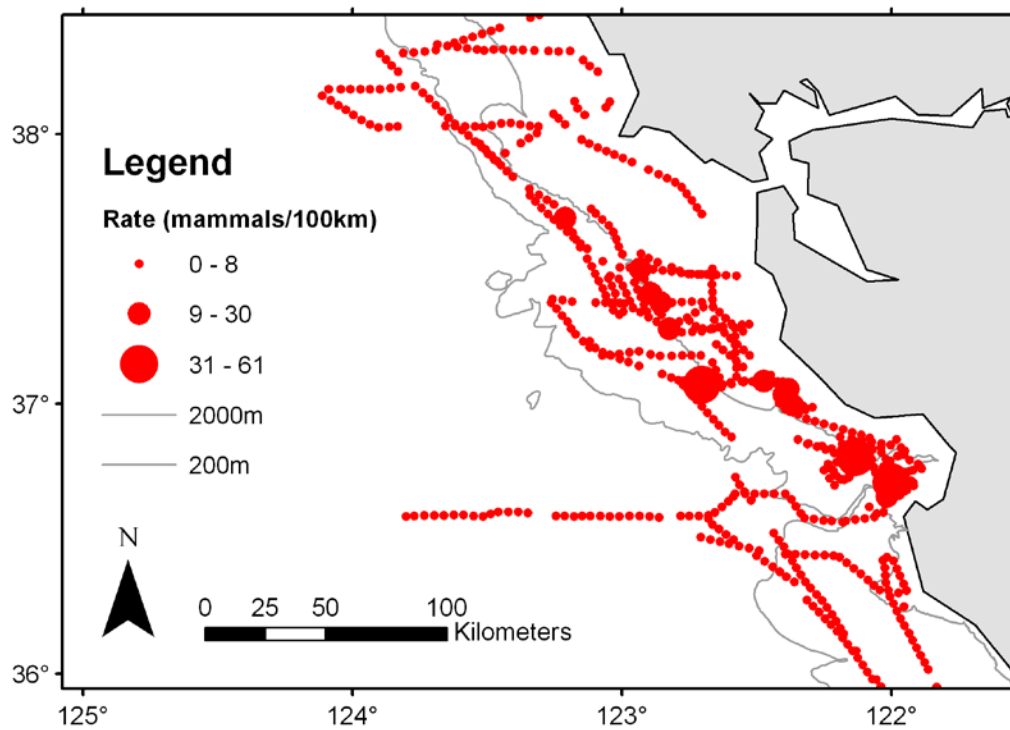 38°
37°
36°
Legend
Rate (mammals/100km)
0 - 8
9 - 30
31 - 61
2000m
200m
N
0 25 50 100
Kilometers
125° 124° 123° 122°